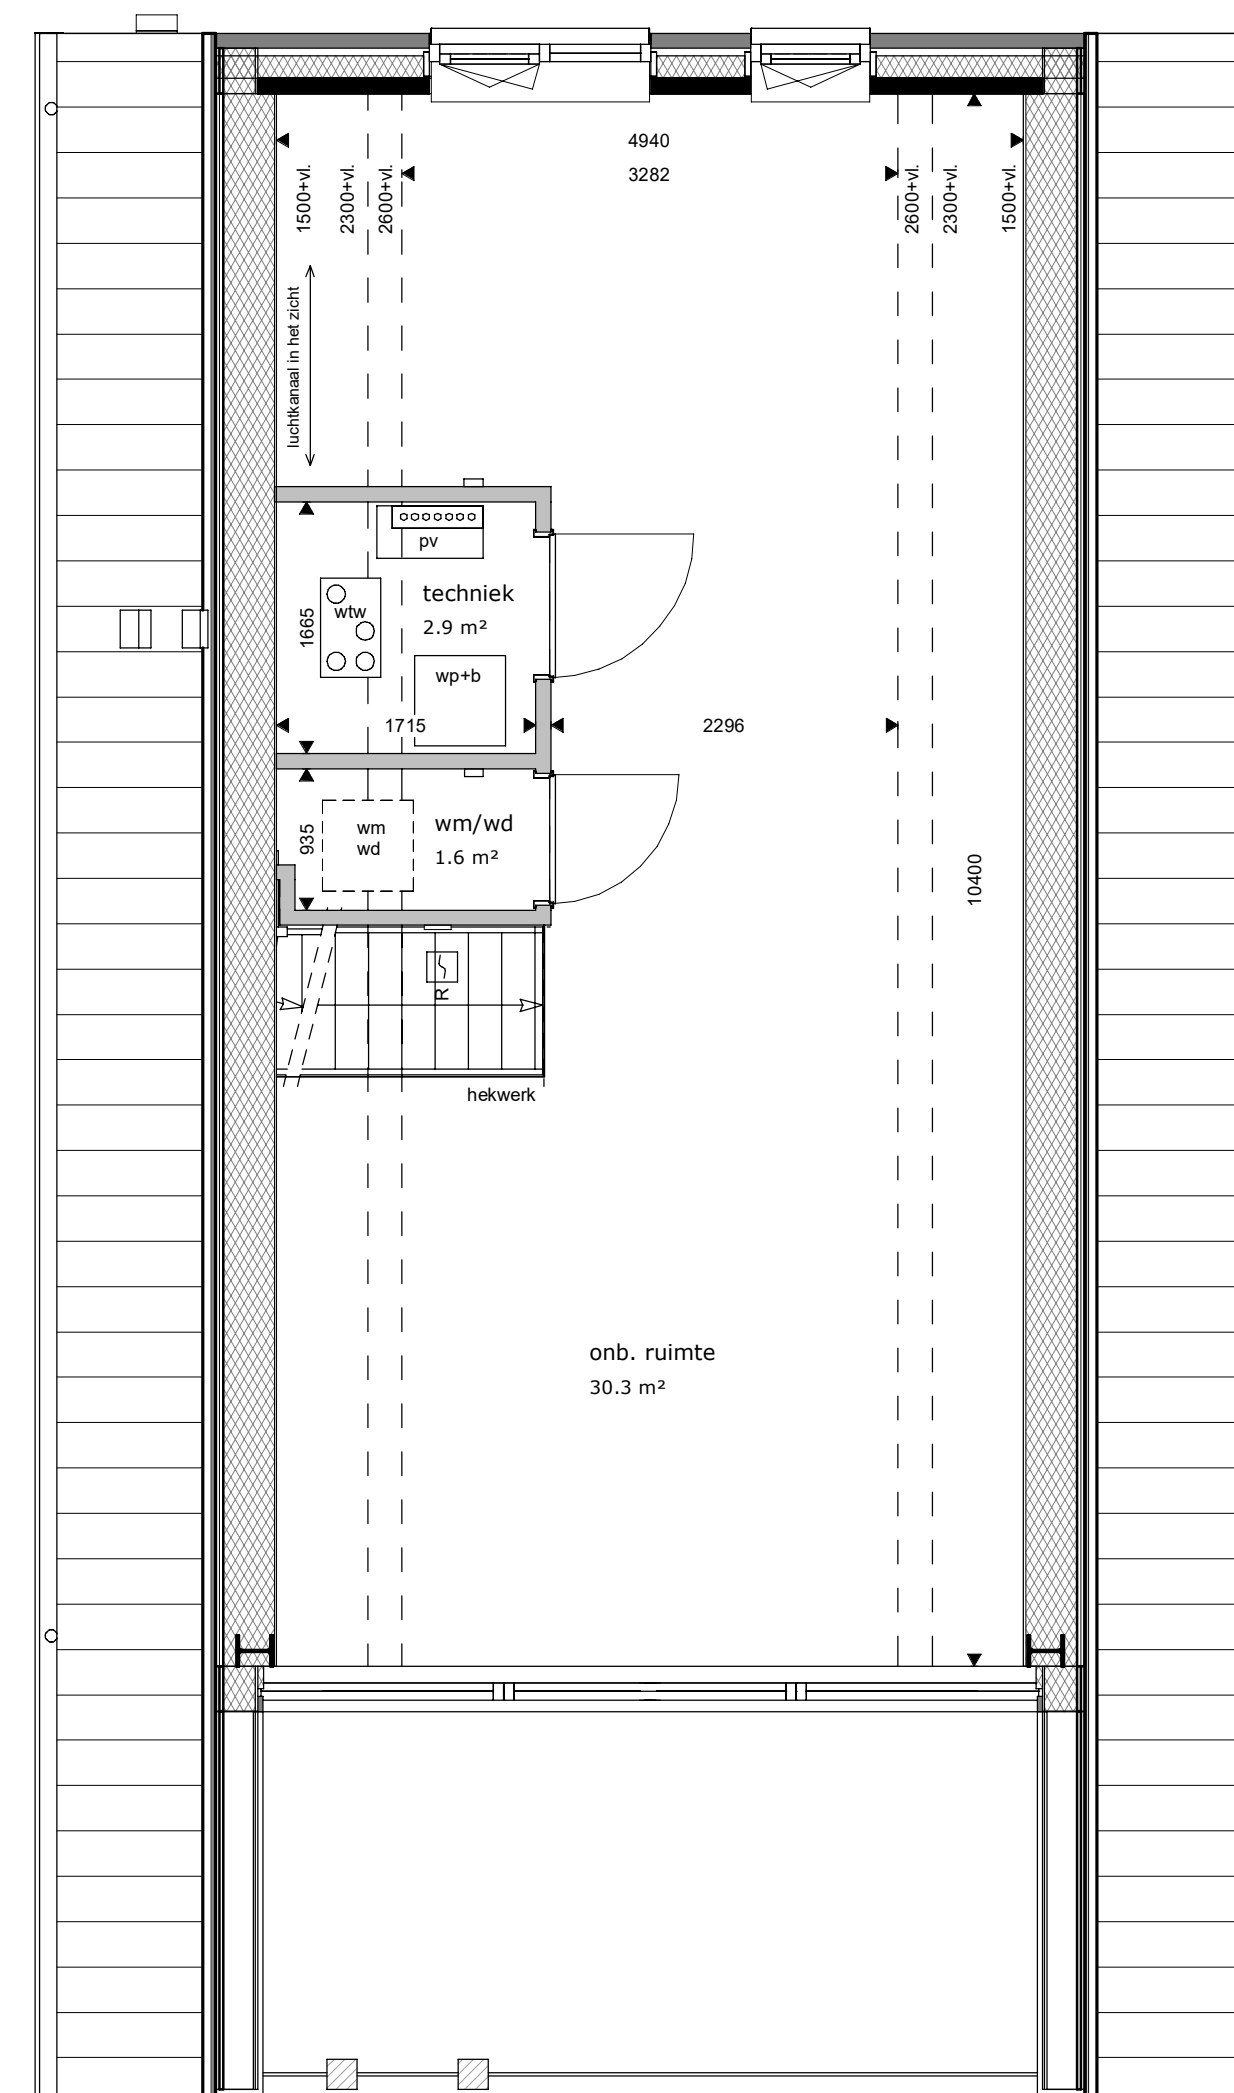 4940
3282
1500+vl.
2300+vl.
2600+vl.
2600+vl.
2300+vl.
1500+vl.
luchtkanaal in het zicht
pv
techniek
2.9 m²
wtw
1665
wp+b
1715
2296
wm/wd
1.6 m²
wm
wd
935
10400
R
hekwerk
onb. ruimte
30.3 m²